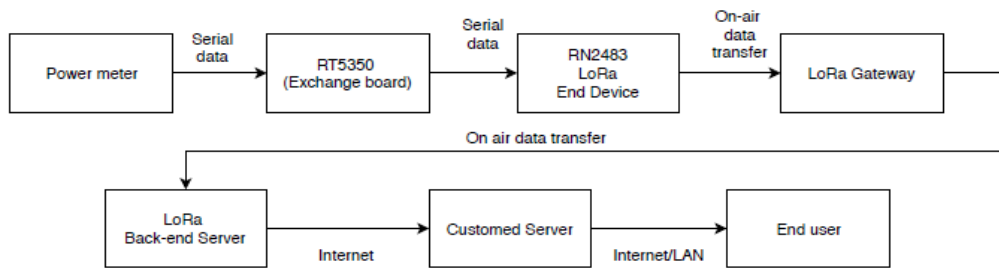 Power meter
Serial
data
RT5350
(Exchange board)
Serial
data
RN2483
LoRa
End Device
On-air
data
transfer
LoRa Gateway
On air data transfer
LoRa
Back-end Server
Internet
Customed Server
Internet/LAN
End user